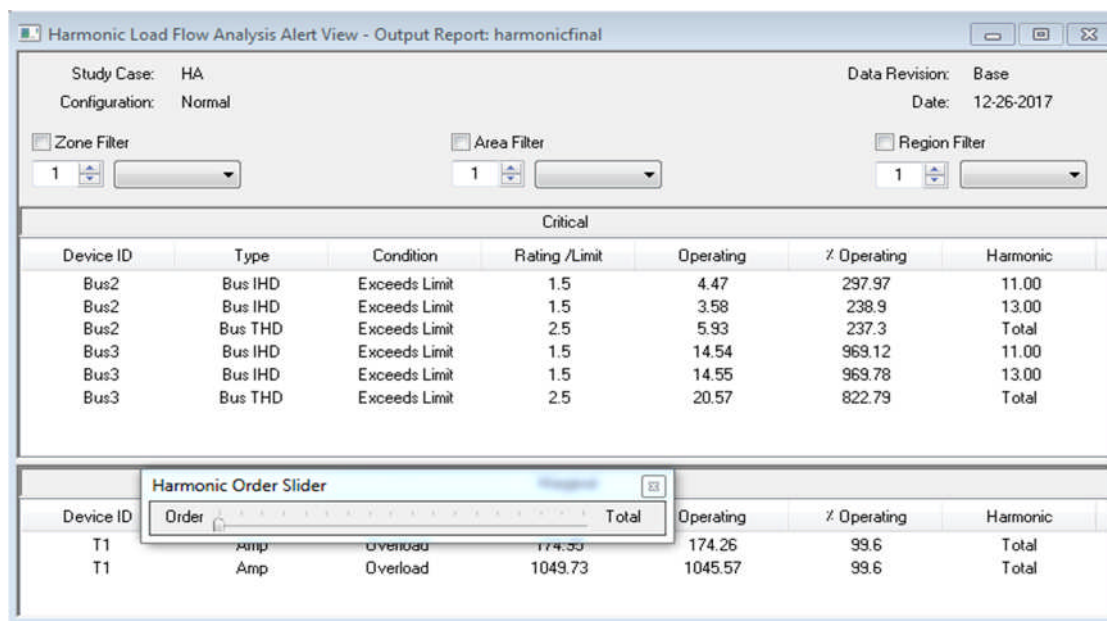 Harmonic Load Flow Analysis Alert View - Output Report: harmonicfinal
Study Case: HA Data Revision: Base
Configuration: Normal Date: 12-26-2017
Zone Filter Area Filter Region Filter
1 1 1
Critical
Device ID Type Condition Rating /Limit Operating % Operating Harmonic
Bus2 Bus IHD Exceeds Limit 1.5 4.47 297.97 11.00
Bus2 Bus IHD Exceeds Limit 1.5 3.58 238.9 13.00
Bus2 Bus THD Exceeds Limit 2.5 5.93 237.3 Total
Bus3 Bus IHD Exceeds Limit 1.5 14.54 969.12 11.00
Bus3 Bus IHD Exceeds Limit 1.5 14.55 969.78 13.00
Bus3 Bus THD Exceeds Limit 2.5 20.57 822.79 Total
Harmonic Order Slider
Device ID Order Total Operating % Operating Harmonic
T1 Amp Overload 174.95 174.26 99.6 Total
T1 Amp Overload 1049.73 1045.57 99.6 Total